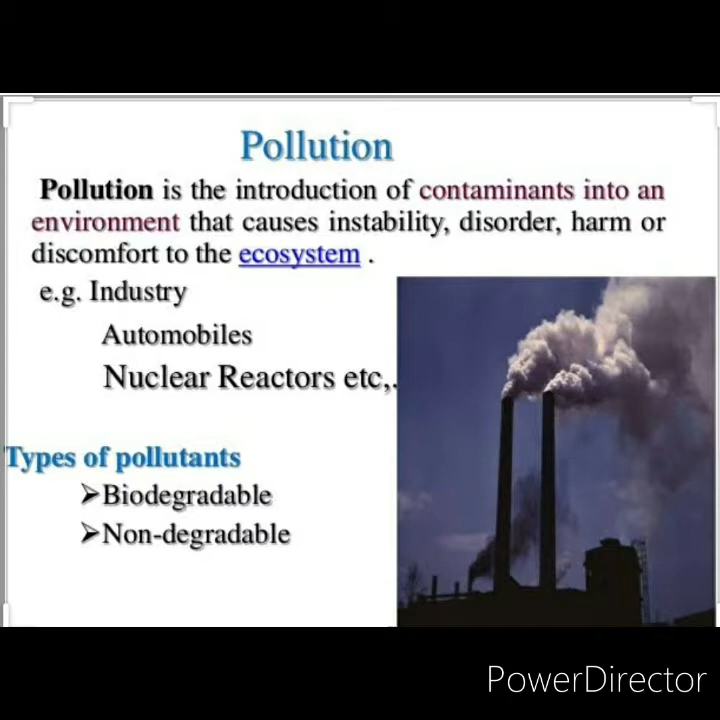 Pollution
Pollution is the introduction of contaminants into an
environment that causes instability, disorder, harm or
discomfort to the ecosystem .
e.g. Industry
Automobiles
Nuclear Reactors etc,.
Types of pollutants
➢Biodegradable
➢Non-degradable
PowerDirector